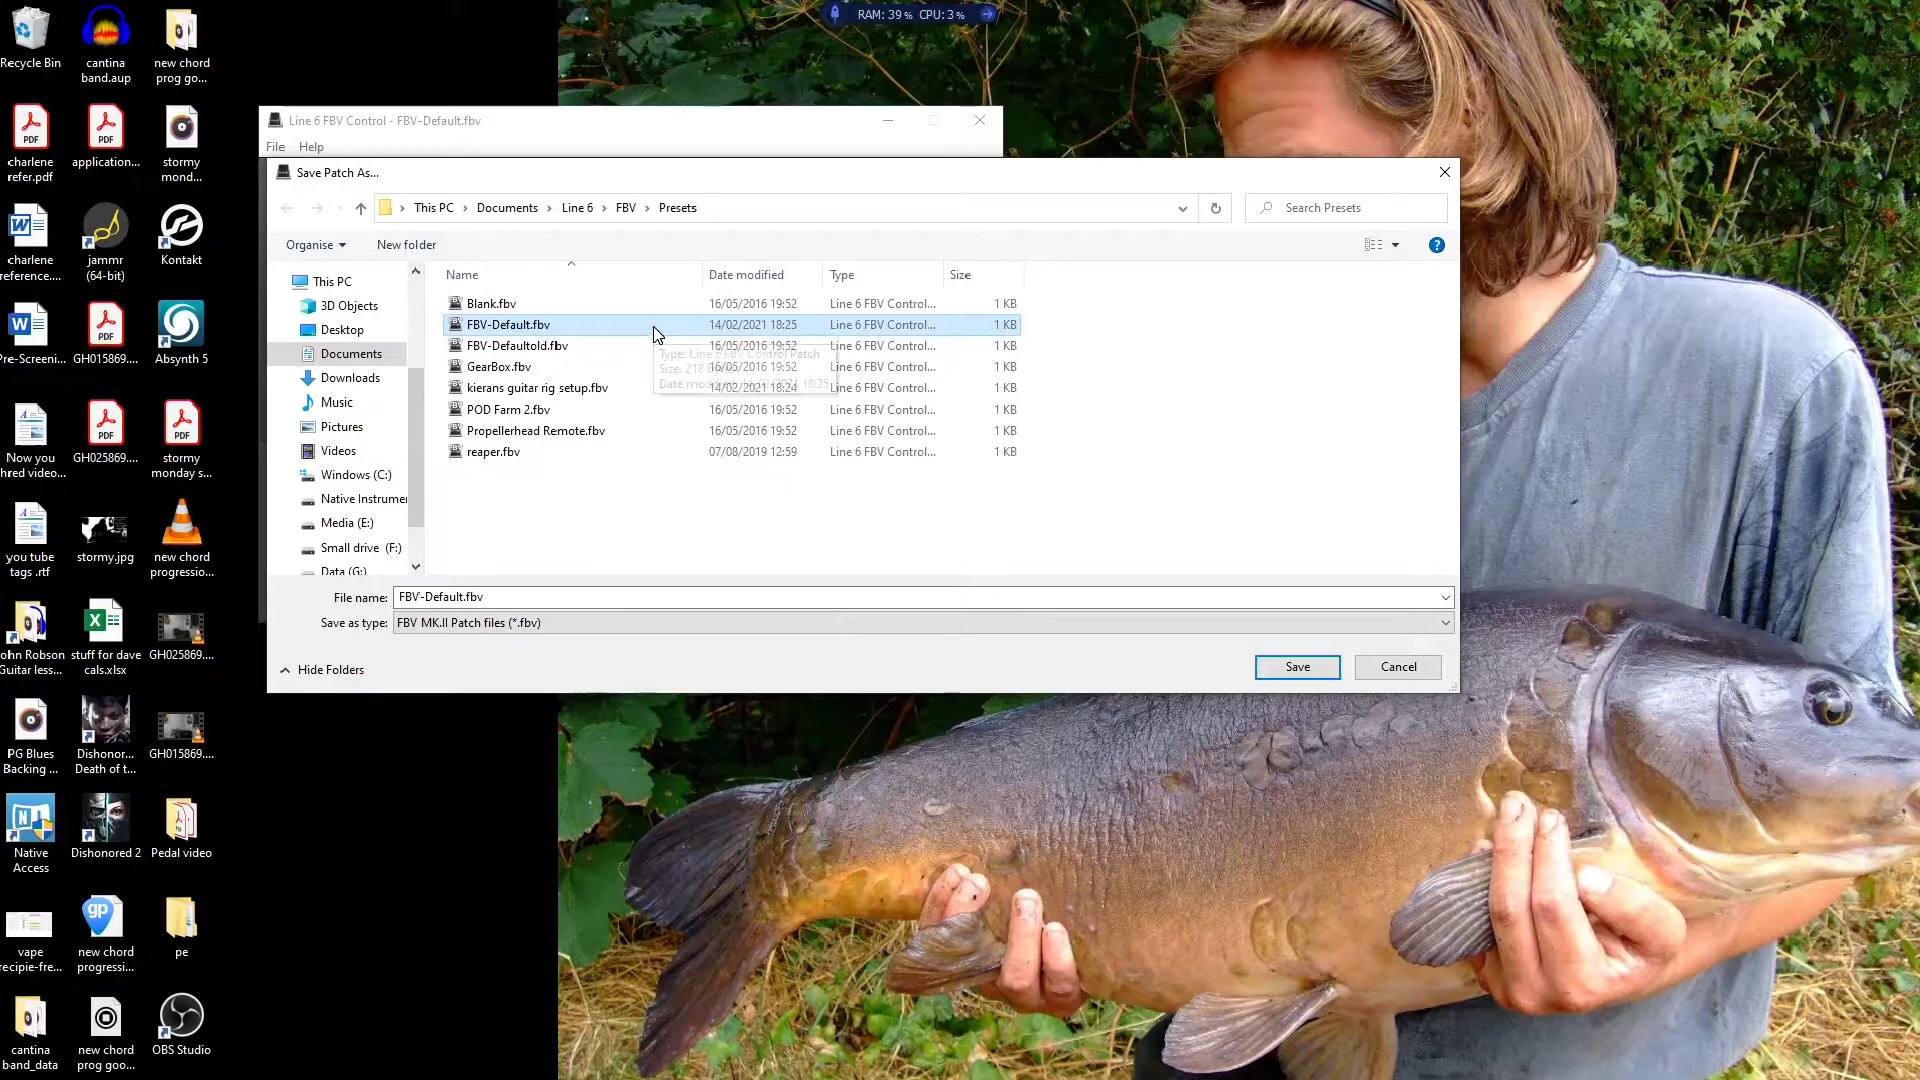 RAM: 39 % CPU: 3 %
Recycle Bin
cantina
band.aup
new chord
prog go...
charlene
refer.pdf
application...
stormy
mond...
charlene
reference....
jammr
(64-bit)
Kontakt
Pre-Screeni...
GH015869....
Absynth 5
Now you
hred video...
GH025869....
stormy
monday s...
you tube
tags .rtf
stormy.jpg
new chord
progressio...
ohn Robson
Guitar less...
stuff for dave
cals.xlsx
GH025869....
PG Blues
Backing ...
Dishonor...
Death of t...
GH015869....
Native
Access
Dishonored 2
Pedal video
vape
recipie-fre...
new chord
progressi...
pe
cantina
band_data
new chord
prog goo...
OBS Studio
Line 6 FBV Control - FBV-Default.fbv
File Help
Save Patch As...
This PC > Documents > Line 6 > FBV > Presets
Search Presets
Organise New folder
This PC
3D Objects
Desktop
Documents
Downloads
Music
Pictures
Videos
Windows (C:)
Native Instrumen
Media (E:)
Small drive (F:)
Data (G:)
Name Date modified Type Size
Blank.fbv 16/05/2016 19:52 Line 6 FBV Control... 1 KB
FBV-Default.fbv 14/02/2021 18:25 Line 6 FBV Control... 1 KB
FBV-Defaultold.fbv 16/05/2016 19:52 Line 6 FBV Control... 1 KB
GearBox.fbv 16/05/2016 19:52 Line 6 FBV Control... 1 KB
kierans guitar rig setup.fbv 14/02/2021 18:24 Line 6 FBV Control... 1 KB
POD Farm 2.fbv 16/05/2016 19:52 Line 6 FBV Control... 1 KB
Propellerhead Remote.fbv 16/05/2016 19:52 Line 6 FBV Control... 1 KB
reaper.fbv 07/08/2019 12:59 Line 6 FBV Control... 1 KB
Type: Line 6 FBV Control Patch
File name: FBV-Default.fbv
Save as type: FBV MK.II Patch files (*.fbv)
Hide Folders
Save Cancel